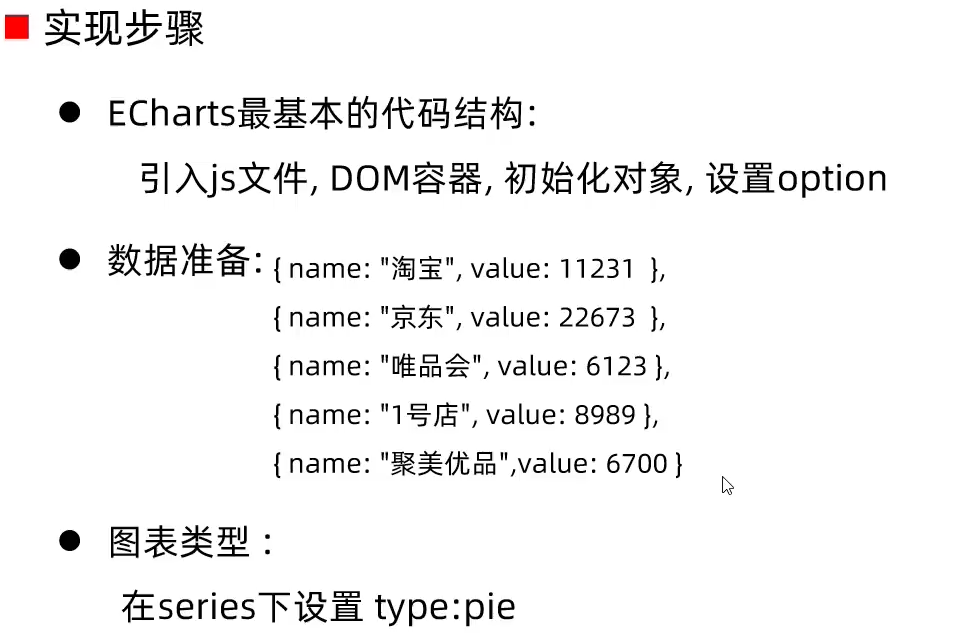 实现步骤
ECharts最基本的代码结构:
引入js文件, DOM容器, 初始化对象, 设置option
数据准备:
{ name: "淘宝", value: 11231 },
{ name: "京东", value: 22673 },
{ name: "唯品会", value: 6123 },
{ name: "1号店", value: 8989 },
{ name: "聚美优品",value: 6700 }
图表类型 :
在series下设置 type:pie